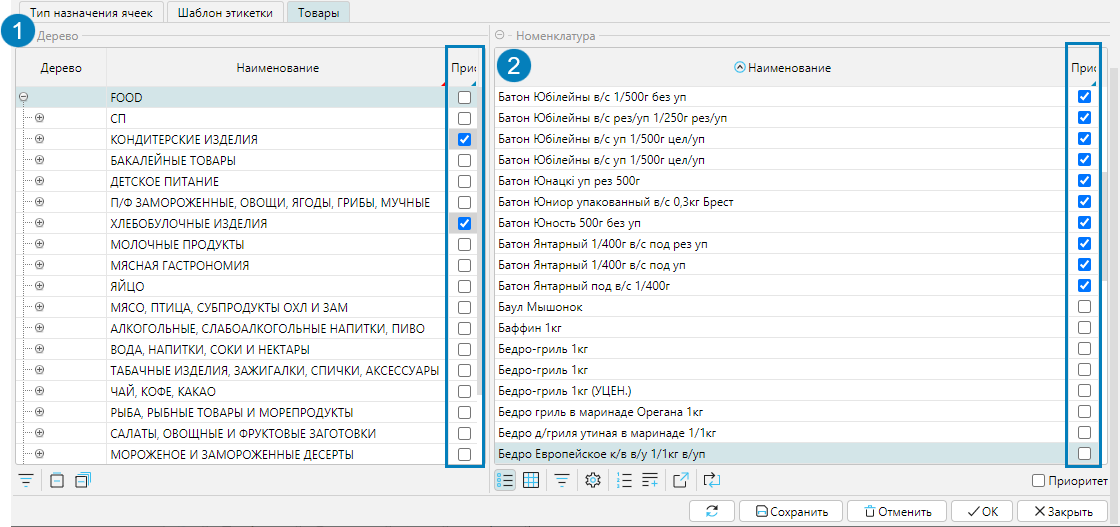 Тип назначения ячеек Шаблон этикетки Товары
1 Дерево
Дерево Наименование Прис
FOOD
СП
КОНДИТЕРСКИЕ ИЗДЕЛИЯ
БАКАЛЕЙНЫЕ ТОВАРЫ
ДЕТСКОЕ ПИТАНИЕ
П/Ф ЗАМОРОЖЕННЫЕ, ОВОЩИ, ЯГОДЫ, ГРИБЫ, МУЧНЫЕ
ХЛЕБОБУЛОЧНЫЕ ИЗДЕЛИЯ
МОЛОЧНЫЕ ПРОДУКТЫ
МЯСНАЯ ГАСТРОНОМИЯ
ЯЙЦО
МЯСО, ПТИЦА, СУБПРОДУКТЫ ОХЛ И ЗАМ
АЛКОГОЛЬНЫЕ, СЛАБОАЛКОГОЛЬНЫЕ НАПИТКИ, ПИВО
ВОДА, НАПИТКИ, СОКИ И НЕКТАРЫ
ТАБАЧНЫЕ ИЗДЕЛИЯ, ЗАЖИГАЛКИ, СПИЧКИ, АКСЕССУАРЫ
ЧАЙ, КОФЕ, КАКАО
РЫБА, РЫБНЫЕ ТОВАРЫ И МОРЕПРОДУКТЫ
САЛАТЫ, ОВОЩНЫЕ И ФРУКТОВЫЕ ЗАГОТОВКИ
МОРОЖЕНОЕ И ЗАМОРОЖЕННЫЕ ДЕСЕРТЫ
Номенклатура
2 Наименование Прис
Батон Юбілейны в/с 1/500г без уп
Батон Юбілейны в/с рез/уп 1/250г рез/уп
Батон Юбілейны в/с уп 1/500г цел/уп
Батон Юбілейны в/с уп 1/500г цел/уп
Батон Юнацкі уп рез 500г
Батон Юниор упакованный в/с 0,3кг Брест
Батон Юность 500г без уп
Батон Янтарный 1/400г в/с под рез уп
Батон Янтарный 1/400г в/с под уп
Батон Янтарный под в/с 1/400г
Баул Мышонок
Баффин 1кг
Бедро-гриль 1кг
Бедро-гриль 1кг
Бедро-гриль 1кг (УЦЕН.)
Бедро гриль в маринаде Орегана 1кг
Бедро д/гриля утиная в маринаде 1/1кг
Бедро Европейское к/в в/у 1/1кг в/уп
Приоритет
Сохранить Отменить OK Закрыть